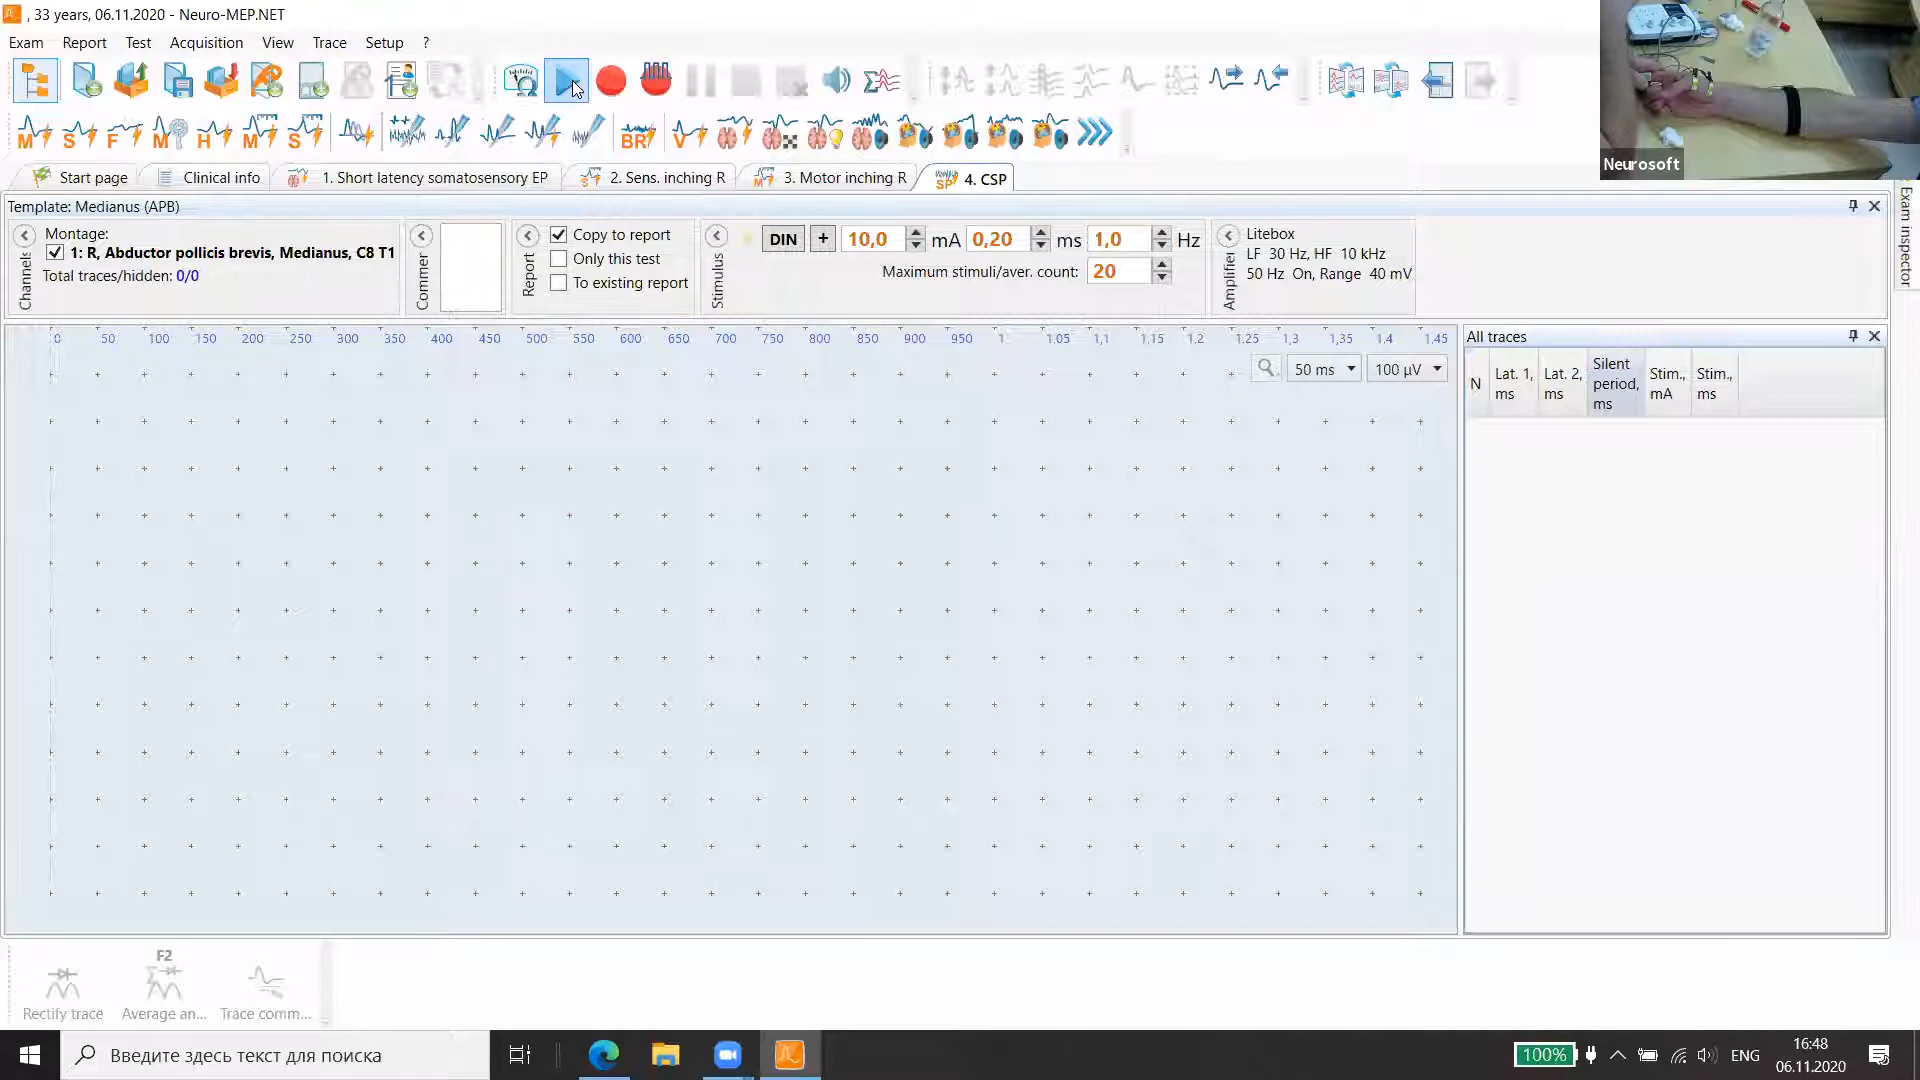 , 33 years, 06.11.2020 - Neuro-MEP.NET
Exam Report Test Acquisition View Trace Setup ?
M S F M H M S BR V
Neurosoft
Start page Clinical info 1. Short latency somatosensory EP 2. Sens. inching R 3. Motor inching R SP 4. CSP
Template: Medianus (APB)
Exam inspector
Channels
Montage:
1: R, Abductor pollicis brevis, Medianus, C8 T1
Total traces/hidden: 0/0
Commer
Report
Copy to report
Only this test
To existing report
Stimulus
DIN + 10,0 mA 0,20 ms 1,0 Hz
Maximum stimuli/aver. count: 20
Amplifier
Litebox
LF 30 Hz, HF 10 kHz
50 Hz On, Range 40 mV
0 50 100 150 200 250 300 350 400 450 500 550 600 650 700 750 800 850 900 950 1 1.05 1,1 1,15 1,2 1,25 1,3 1,35 1,4 1.45
50 ms 100 µV
All traces
N
Lat. 1, ms
Lat. 2, ms
Silent period, ms
Stim., mA
Stim., ms
F2
Rectify trace Average an... Trace comm...
Введите здесь текст для поиска
100% ENG
16:48
06.11.2020